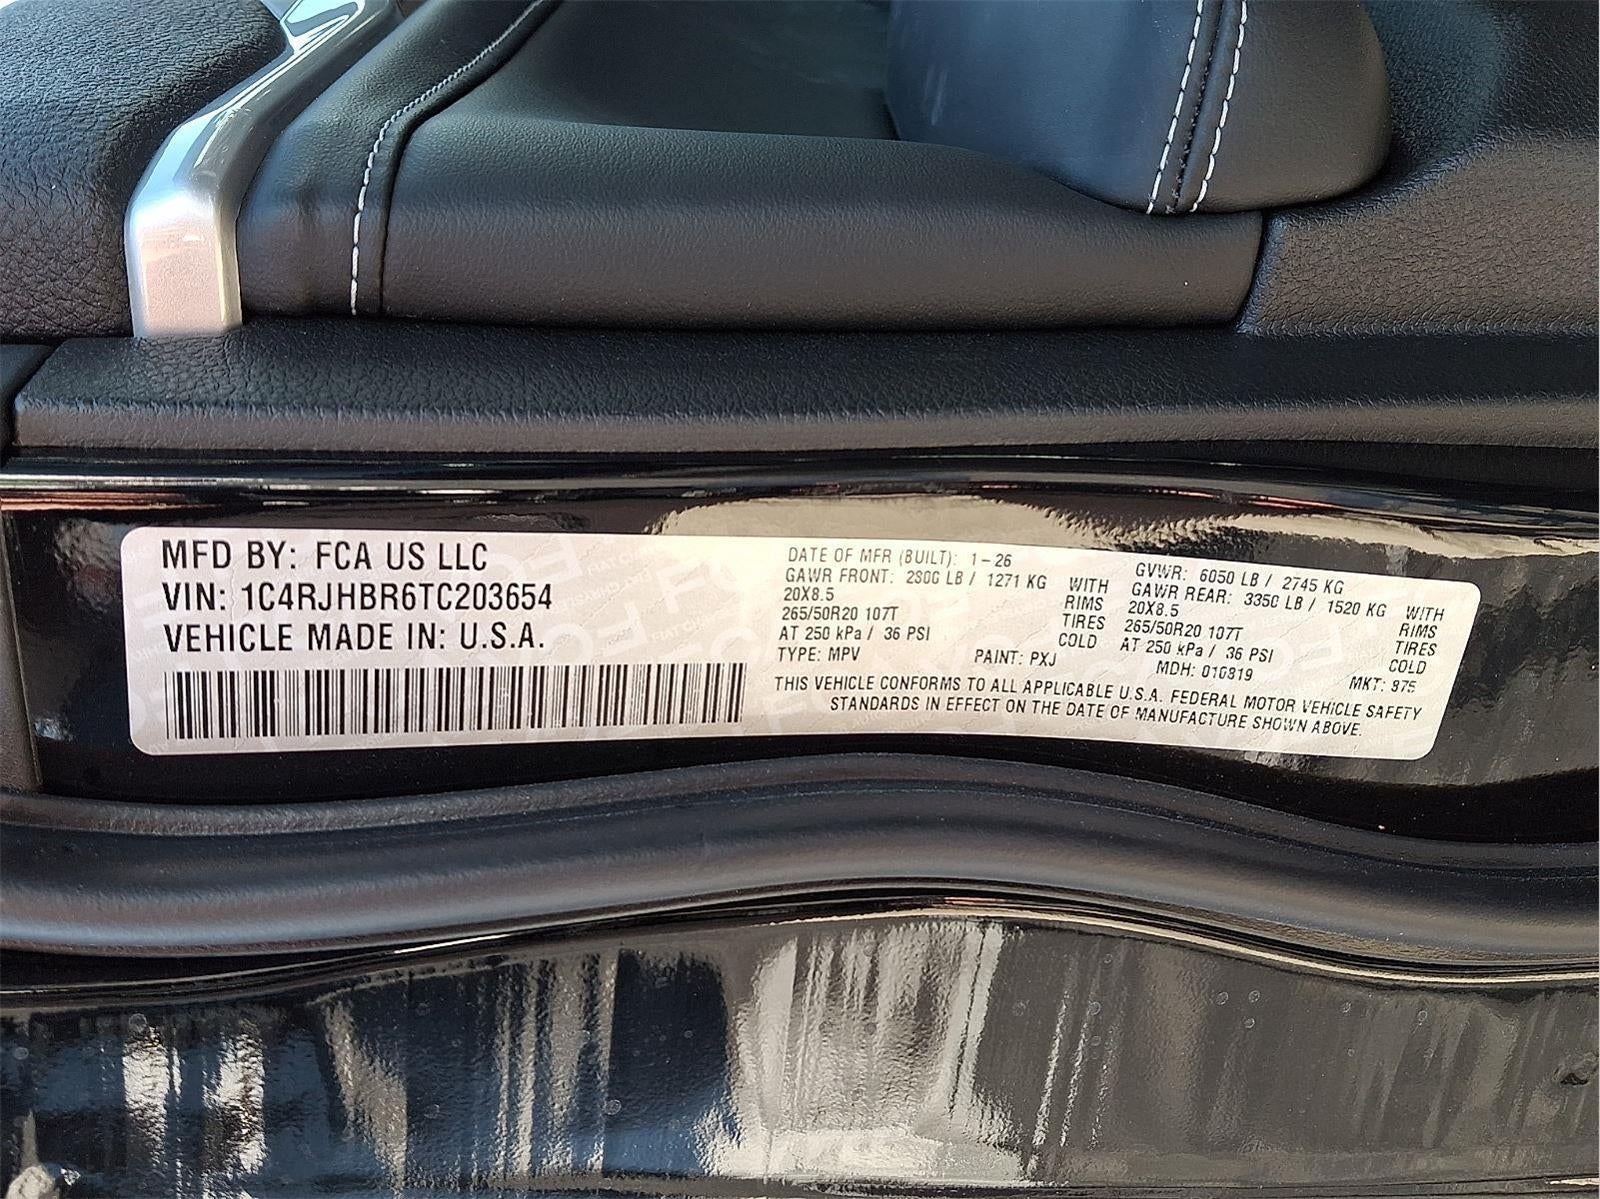 MFD BY: FCA US LLC
VIN: 1C4RJHBR6TC203654
VEHICLE MADE IN: U.S.A.
DATE OF MFR (BUILT): 1-26
GAWR FRONT: 2800 LB / 1271 KG WITH
20X8.5 RIMS
265/50R20 107T TIRES
AT 250 kPa / 36 PSI COLD
TYPE: MPV PAINT: PXJ
GVWR: 6050 LB / 2745 KG
GAWR REAR: 3350 LB / 1520 KG WITH
20X8.5 RIMS
265/50R20 107T TIRES
AT 250 kPa / 36 PSI COLD
MDH: 016819 MKT:
THIS VEHICLE CONFORMS TO ALL APPLICABLE U.S.A. FEDERAL MOTOR VEHICLE SAFETY
STANDARDS IN EFFECT ON THE DATE OF MANUFACTURE SHOWN ABOVE.